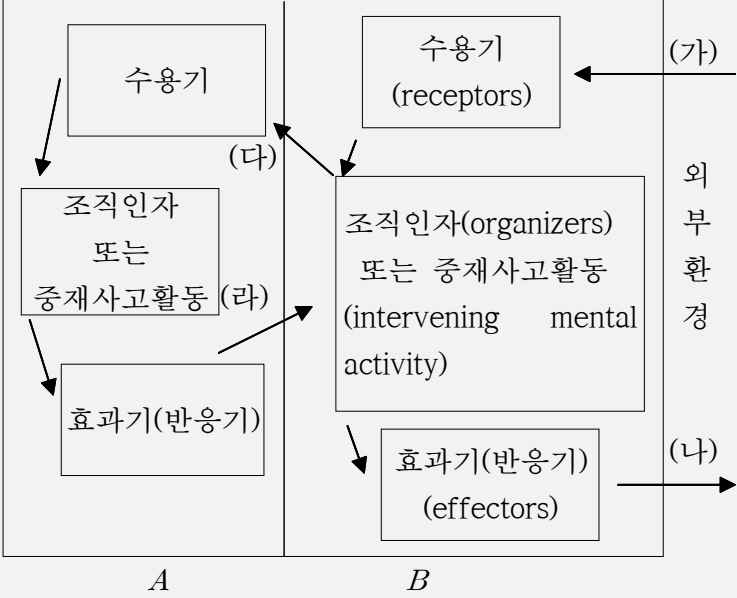 수용기
(다)
조직인자
또는
중재사고활동
(라)
효과기(반응기)
A
수용기
(receptors)
(가)
조직인자(organizers)
또는 중재사고활동
(intervening mental
activity)
효과기(반응기)
(effectors)
(나)
B
외
부
환
경